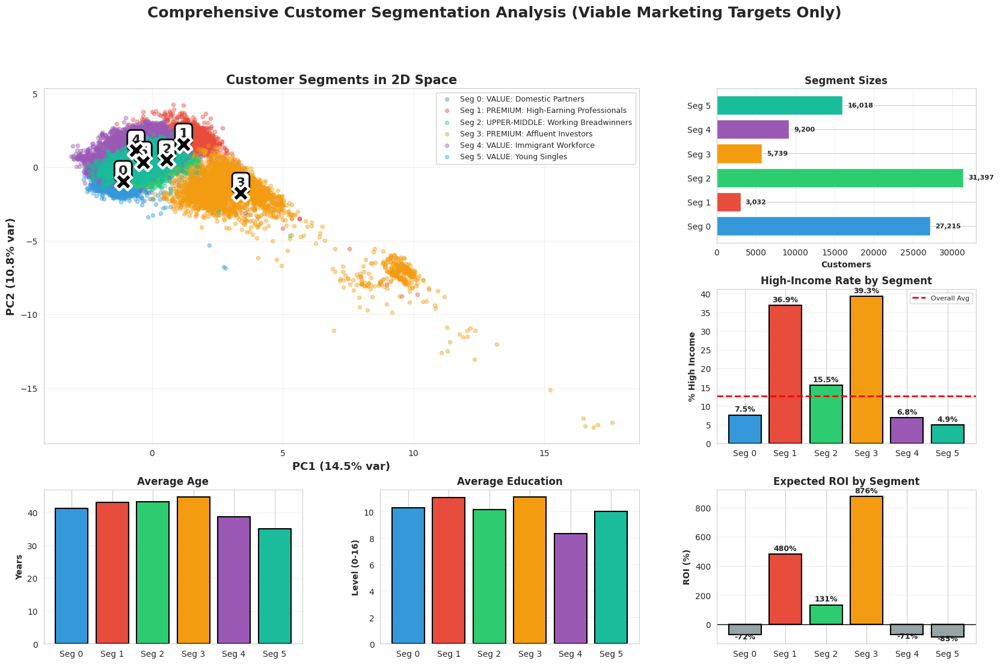 Comprehensive Customer Segmentation Analysis (Viable Marketing Targets Only)
Customer Segments in 2D Space
PC2 (10.8% var)
5
0
−5
−10
−15
Seg 0: VALUE: Domestic Partners
Seg 1: PREMIUM: High-Earning Professionals
Seg 2: UPPER-MIDDLE: Working Breadwinners
Seg 3: PREMIUM: Affluent Investors
Seg 4: VALUE: Immigrant Workforce
Seg 5: VALUE: Young Singles
1
4
2
0
3
0 5 10 15
PC1 (14.5% var)
Segment Sizes
Seg 5 16,018
Seg 4 9,200
Seg 3 5,739
Seg 2 31,397
Seg 1 3,032
Seg 0 27,215
0 5000 10000 15000 20000 25000 30000
Customers
High-Income Rate by Segment
% High Income
40
35
30
25
20
15
10
5
0
Overall Avg
7.5% 36.9% 15.5% 39.3% 6.8% 4.9%
Seg 0 Seg 1 Seg 2 Seg 3 Seg 4 Seg 5
Average Age
Years
40
30
20
10
0
Seg 0 Seg 1 Seg 2 Seg 3 Seg 4 Seg 5
Average Education
Level (0-16)
10
8
6
4
2
0
Seg 0 Seg 1 Seg 2 Seg 3 Seg 4 Seg 5
Expected ROI by Segment
ROI (%)
800
600
400
200
0
-72% 480% 131% 876% -71% -85%
Seg 0 Seg 1 Seg 2 Seg 3 Seg 4 Seg 5